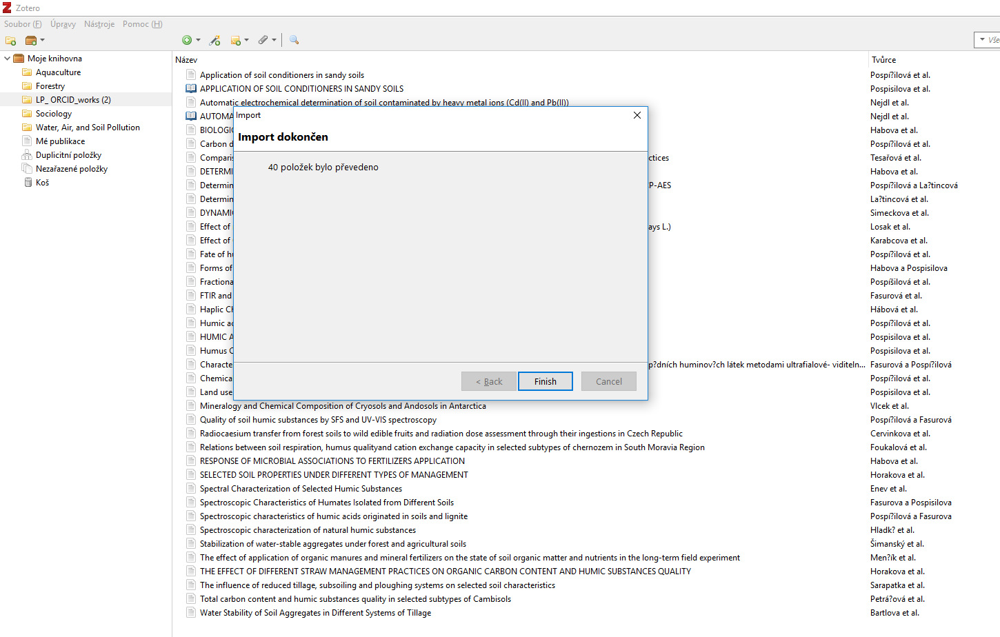 Zotero
Soubor (F) Úpravy Nástroje Pomoc (H)
Vše
Moje knihovna
Aquaculture
Forestry
LP_ ORCID_works (2)
Sociology
Water, Air, and Soil Pollution
Mé publikace
Duplicitní položky
Nezařazené položky
Koš
Název Tvůrce
Application of soil conditioners in sandy soils Pospí?ilová et al.
APPLICATION OF SOIL CONDITIONERS IN SANDY SOILS Pospisilova et al.
Automatic electrochemical determination of soil contaminated by heavy metal ions (Cd(II) and Pb(II)) Nejdl et al.
AUTOMA Nejdl et al.
BIOLOGIC Habova et al.
Carbon d Pospí?ilová et al.
Comparis ctices Tesařová et al.
DETERMI Habova et al.
Determin P-AES Pospí?ilová a La?tincová
Determin La?tincová et al.
DYNAMIC Simeckova et al.
Effect of ays L.) Losak et al.
Effect of Karabcova et al.
Fate of hu Pospí?ilová et al.
Forms of Habova a Pospisilova
Fractiona Pospíšilová et al.
FTIR and Fasurová et al.
Haplic Ch Hábová et al.
Humic ac Pospí?ilová et al.
HUMIC A Pospisilova et al.
Humus C Pospisilova et al.
Characte p?dních huminov?ch látek metodami ultrafialové- viditeln... Fasurová a Pospí?ilová
Chemica Pospí?ilová et al.
Land use Pospisilova et al.
Mineralogy and Chemical Composition of Cryosols and Andosols in Antarctica Vlcek et al.
Quality of soil humic substances by SFS and UV-VIS spectroscopy Pospí?ilová a Fasurová
Radiocaesium transfer from forest soils to wild edible fruits and radiation dose assessment through their ingestions in Czech Republic Cervinkova et al.
Relations between soil respiration, humus qualityand cation exchange capacity in selected subtypes of chernozem in South Moravia Region Foukalová et al.
RESPONSE OF MICROBIAL ASSOCIATIONS TO FERTILIZERS APPLICATION Habova et al.
SELECTED SOIL PROPERTIES UNDER DIFFERENT TYPES OF MANAGEMENT Horakova et al.
Spectral Characterization of Selected Humic Substances Enev et al.
Spectroscopic Characteristics of Humates Isolated from Different Soils Fasurova a Pospisilova
Spectroscopic characteristics of humic acids originated in soils and lignite Pospí?ilová a Fasurova
Spectroscopic characterization of natural humic substances Hladk? et al.
Stabilization of water-stable aggregates under forest and agricultural soils Šimanský et al.
The effect of application of organic manures and mineral fertilizers on the state of soil organic matter and nutrients in the long-term field experiment Men?ík et al.
THE EFFECT OF DIFFERENT STRAW MANAGEMENT PRACTICES ON ORGANIC CARBON CONTENT AND HUMIC SUBSTANCES QUALITY Horakova et al.
The influence of reduced tillage, subsoiling and ploughing systems on selected soil characteristics Sarapatka et al.
Total carbon content and humic substances quality in selected subtypes of Cambisols Petrá?ová et al.
Water Stability of Soil Aggregates in Different Systems of Tillage Bartlova et al.
Import
Import dokončen
40 položek bylo převedeno
< Back Finish Cancel